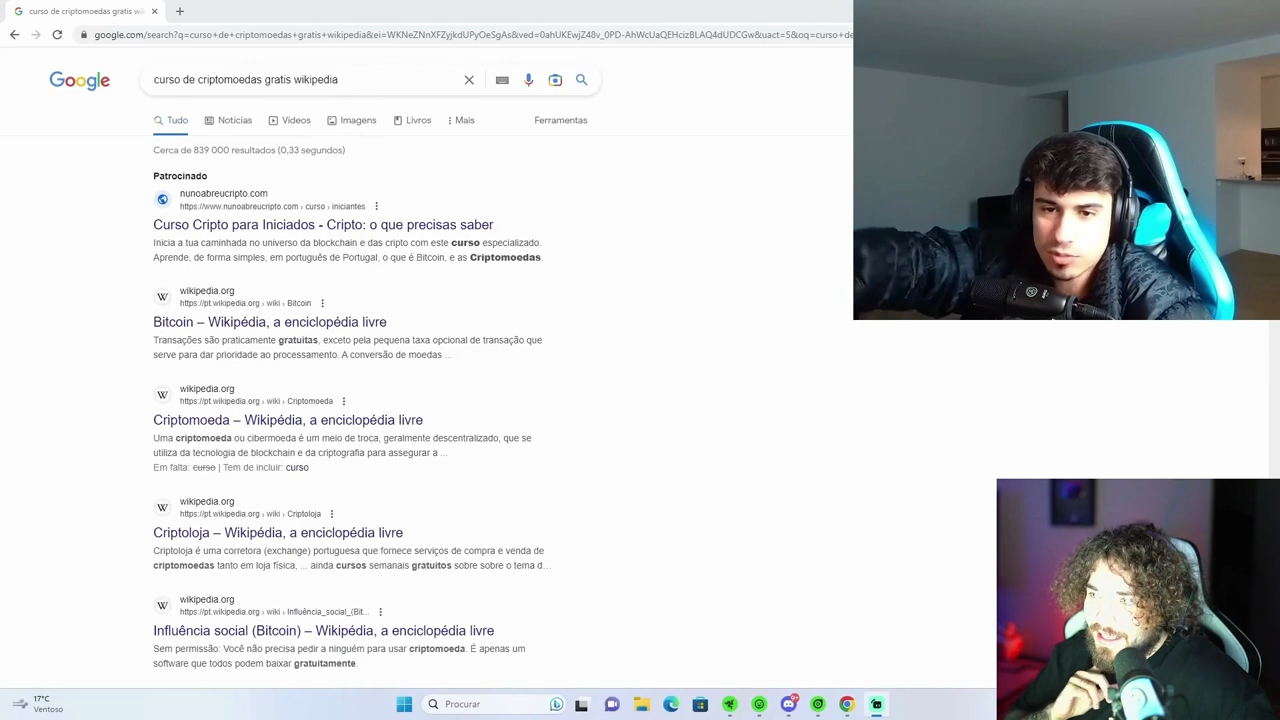 curso de criptomoedas gratis wikipedia
google.com/search?q=curso+de+criptomoedas+gratis+wikipedia&ei=WKNeZNnXFZyjkdUPyOeSgAs&ved=0ahUKEwjZ48v_0PD-AhWcUaQEHcizBLAQ4dUDCGw&uact=5&oq=curso+de
Google
curso de criptomoedas gratis wikipedia
Tudo
Notícias
Vídeos
Imagens
Livros
Mais
Ferramentas
Cerca de 839 000 resultados (0,33 segundos)
Patrocinado
nunoabreucripto.com
https://www.nunoabreucripto.com › curso › iniciantes
Curso Cripto para Iniciados - Cripto: o que precisas saber
Inicia a tua caminhada no universo da blockchain e das cripto com este curso especializado.
Aprende, de forma simples, em português de Portugal, o que é Bitcoin, e as Criptomoedas.
wikipedia.org
https://pt.wikipedia.org › wiki › Bitcoin
Bitcoin – Wikipédia, a enciclopédia livre
Transações são praticamente gratuitas, exceto pela pequena taxa opcional de transação que
serve para dar prioridade ao processamento. A conversão de moedas ...
wikipedia.org
https://pt.wikipedia.org › wiki › Criptomoeda
Criptomoeda – Wikipédia, a enciclopédia livre
Uma criptomoeda ou cibermoeda é um meio de troca, geralmente descentralizado, que se
utiliza da tecnologia de blockchain e da criptografia para assegurar a ...
Em falta: curso | Tem de incluir: curso
wikipedia.org
https://pt.wikipedia.org › wiki › Criptoloja
Criptoloja – Wikipédia, a enciclopédia livre
Criptoloja é uma corretora (exchange) portuguesa que fornece serviços de compra e venda de
criptomoedas tanto em loja física, ... ainda cursos semanais gratuitos sobre sobre o tema d...
wikipedia.org
https://pt.wikipedia.org › wiki › Influência_social_(Bit...
Influência social (Bitcoin) – Wikipédia, a enciclopédia livre
Sem permissão: Você não precisa pedir a ninguém para usar criptomoeda. É apenas um
software que todos podem baixar gratuitamente.
17°C
Ventoso
Procurar
9+